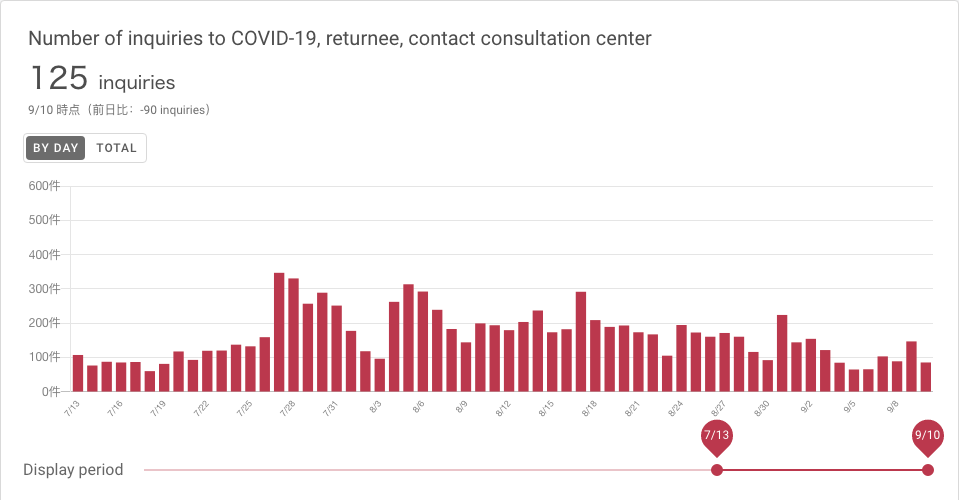 Number of inquiries to COVID-19, returnee, contact consultation center
125 inquiries
9/10 時点（前日比：-90 inquiries）
BY DAY TOTAL
600件
500件
400件
300件
200件
100件
0件
7/13 7/16 7/19 7/22 7/25 7/28 7/31 8/3 8/6 8/9 8/12 8/15 8/18 8/21 8/24 8/27 8/30 9/2 9/5 9/8
7/13 9/10
Display period